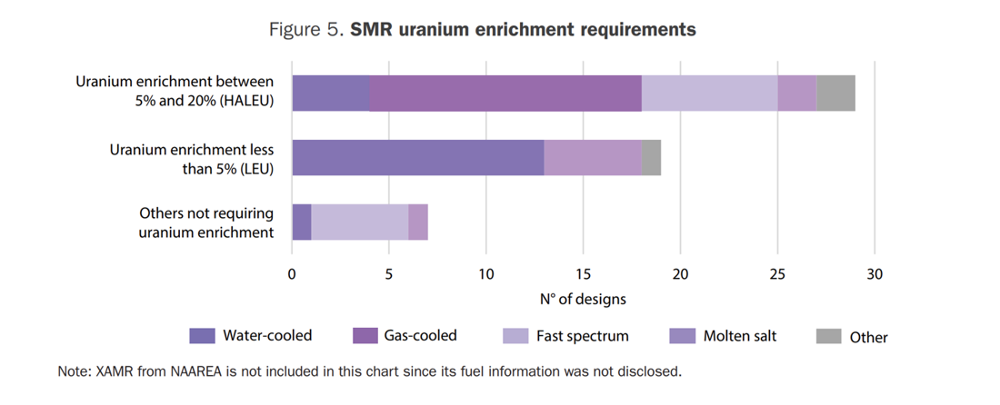 Figure 5. SMR uranium enrichment requirements
Uranium enrichment between
5% and 20% (HALEU)
Uranium enrichment less
than 5% (LEU)
Others not requiring
uranium enrichment
0 5 10 15 20 25 30
N° of designs
Water-cooled Gas-cooled Fast spectrum Molten salt Other
Note: XAMR from NAAREA is not included in this chart since its fuel information was not disclosed.